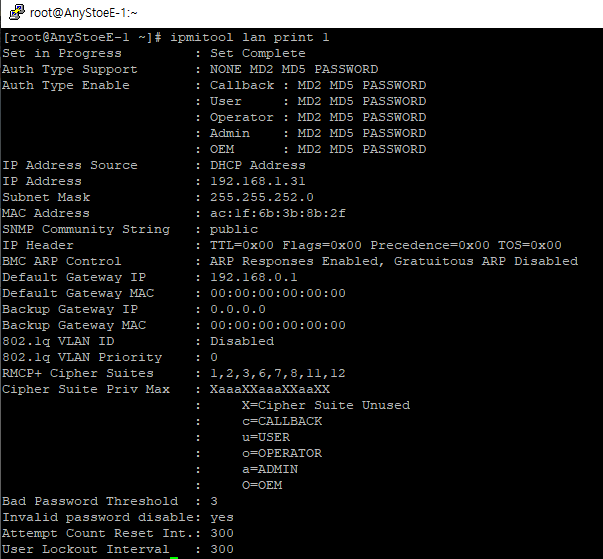 root@AnyStoeE-1:~
[root@AnyStoeE-1 ~]# ipmitool lan print 1
Set in Progress         : Set Complete
Auth Type Support       : NONE MD2 MD5 PASSWORD
Auth Type Enable        : Callback : MD2 MD5 PASSWORD
                        : User     : MD2 MD5 PASSWORD
                        : Operator : MD2 MD5 PASSWORD
                        : Admin    : MD2 MD5 PASSWORD
                        : OEM      : MD2 MD5 PASSWORD
IP Address Source       : DHCP Address
IP Address              : 192.168.1.31
Subnet Mask             : 255.255.252.0
MAC Address             : ac:1f:6b:3b:8b:2f
SNMP Community String   : public
IP Header               : TTL=0x00 Flags=0x00 Precedence=0x00 TOS=0x00
BMC ARP Control         : ARP Responses Enabled, Gratuitous ARP Disabled
Default Gateway IP      : 192.168.0.1
Default Gateway MAC     : 00:00:00:00:00:00
Backup Gateway IP       : 0.0.0.0
Backup Gateway MAC      : 00:00:00:00:00:00
802.1q VLAN ID          : Disabled
802.1q VLAN Priority    : 0
RMCP+ Cipher Suites     : 1,2,3,6,7,8,11,12
Cipher Suite Priv Max   : XaaaXXaaaXXaaXX
                        :     X=Cipher Suite Unused
                        :     c=CALLBACK
                        :     u=USER
                        :     o=OPERATOR
                        :     a=ADMIN
                        :     O=OEM
Bad Password Threshold  : 3
Invalid password disable: yes
Attempt Count Reset Int.: 300
User Lockout Interval   : 300